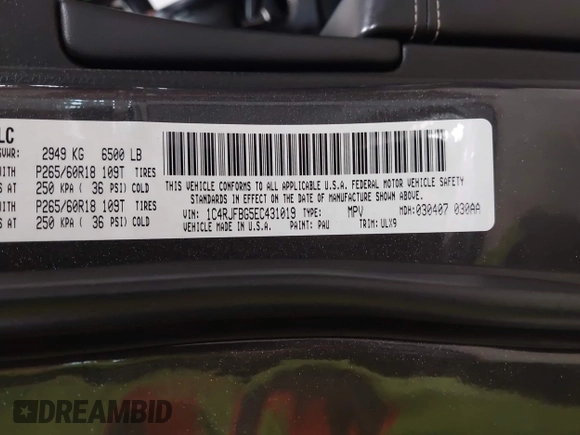 LC
GVWR: 2949 KG 6500 LB
P265/60R18 109T TIRES
S AT 250 KPA ( 36 PSI) COLD
P265/60R18 109T TIRES
S AT 250 KPA ( 36 PSI) COLD
THIS VEHICLE CONFORMS TO ALL APPLICABLE U.S.A. FEDERAL MOTOR VEHICLE SAFETY
STANDARDS IN EFFECT ON THE DATE OF MANUFACTURE SHOWN ABOVE.
VIN: 1C4RJFBG5EC431019 TYPE: MPV MDH: 030407 030AA
VEHICLE MADE IN U.S.A. PAINT: PAU TRIM: ULX9
DREAMBID